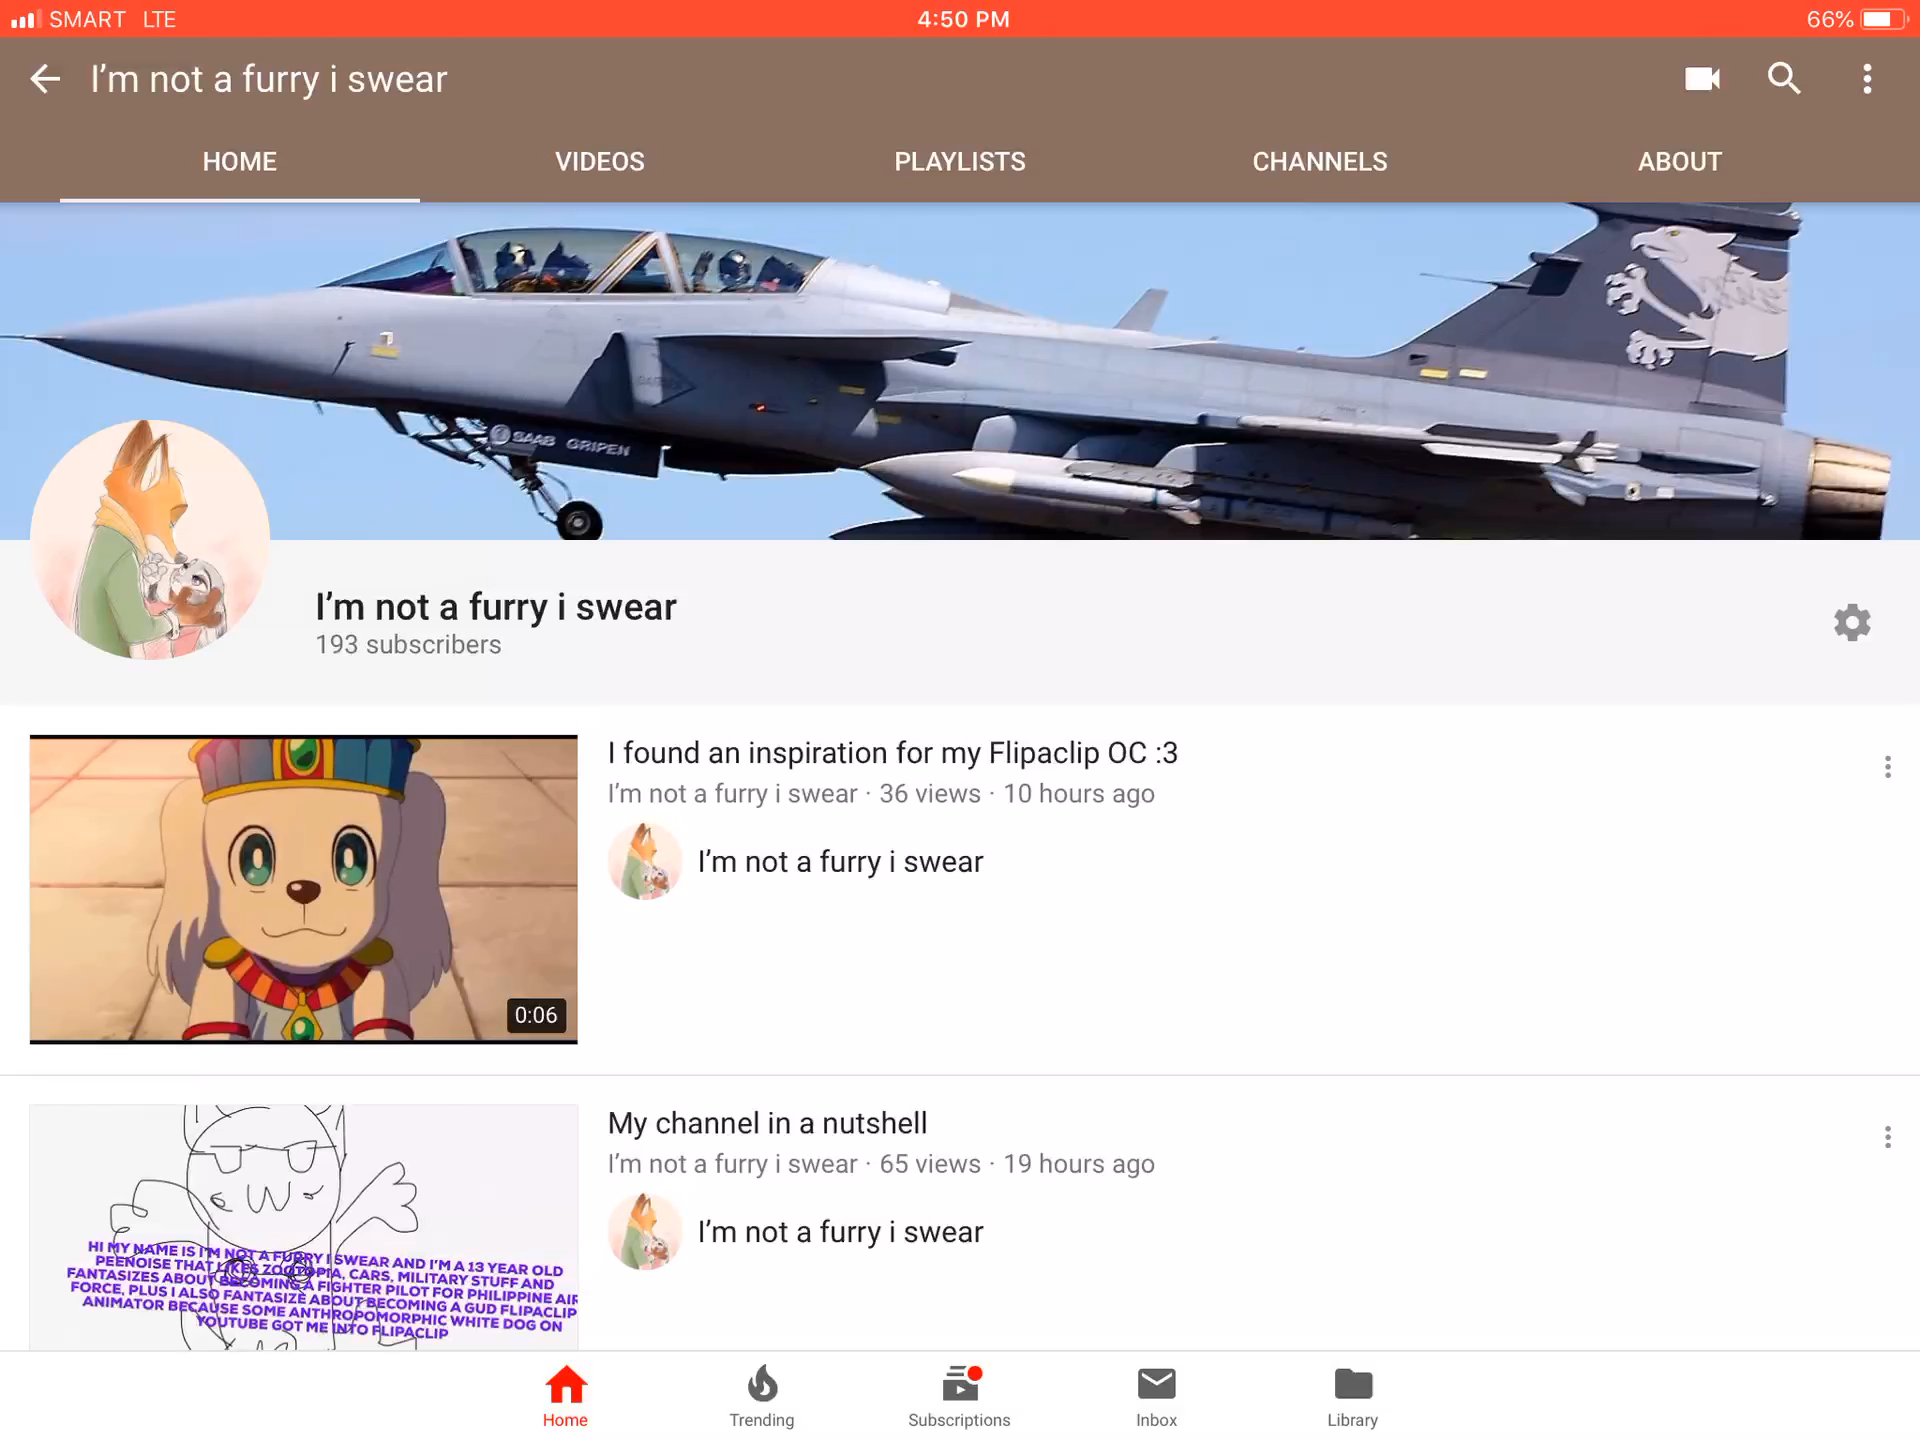 SMART LTE 4:50 PM 66%
I'm not a furry i swear
HOME VIDEOS PLAYLISTS CHANNELS ABOUT
SAAB GRIPEN
I'm not a furry i swear
193 subscribers
I found an inspiration for my Flipaclip OC :3
I'm not a furry i swear · 36 views · 10 hours ago
I'm not a furry i swear
0:06
My channel in a nutshell
I'm not a furry i swear · 65 views · 19 hours ago
I'm not a furry i swear
HI MY NAME IS I'M NOT A FURRY I SWEAR AND I'M A 13 YEAR OLD
PEENOISE THAT LIKES ZOOTOPIA, CARS, MILITARY STUFF AND
FANTASIZES ABOUT BECOMING A FIGHTER PILOT FOR PHILIPPINE AIR
FORCE, PLUS I ALSO FANTASIZE ABOUT BECOMING A GUD FLIPACLIP
ANIMATOR BECAUSE SOME ANTHROPOMORPHIC WHITE DOG ON
YOUTUBE GOT ME INTO FLIPACLIP
Home Trending Subscriptions Inbox Library